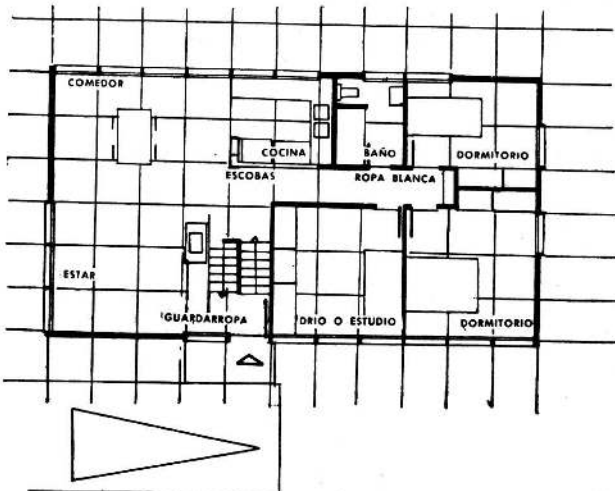 COMEDOR
COCINA
BAÑO
DORMITORIO
ESCOBAS
ROPA BLANCA
ESTAR
GUARDARROPA
DRIO O ESTUDIO
DORMITORIO